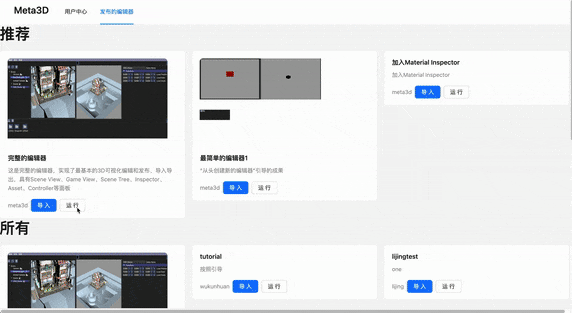 Meta3D 用户中心 发布的编辑器
推荐
完整的编辑器
这是完整的编辑器，实现了最基本的3D可视化编辑和发布、导入导
出，具有Scene View、Game View、Scene Tree、Inspector、
Asset、Controller等面板
meta3d 导入 运行
最简单的编辑器1
"从头创建新的编辑器"引导的成果
meta3d 导入 运行
加入Material Inspector
加入Material Inspector
meta3d 导入 运行
所有
tutorial
按照引导
wukunhuan 导入 运行
lijingtest
one
lijing 导入 运行